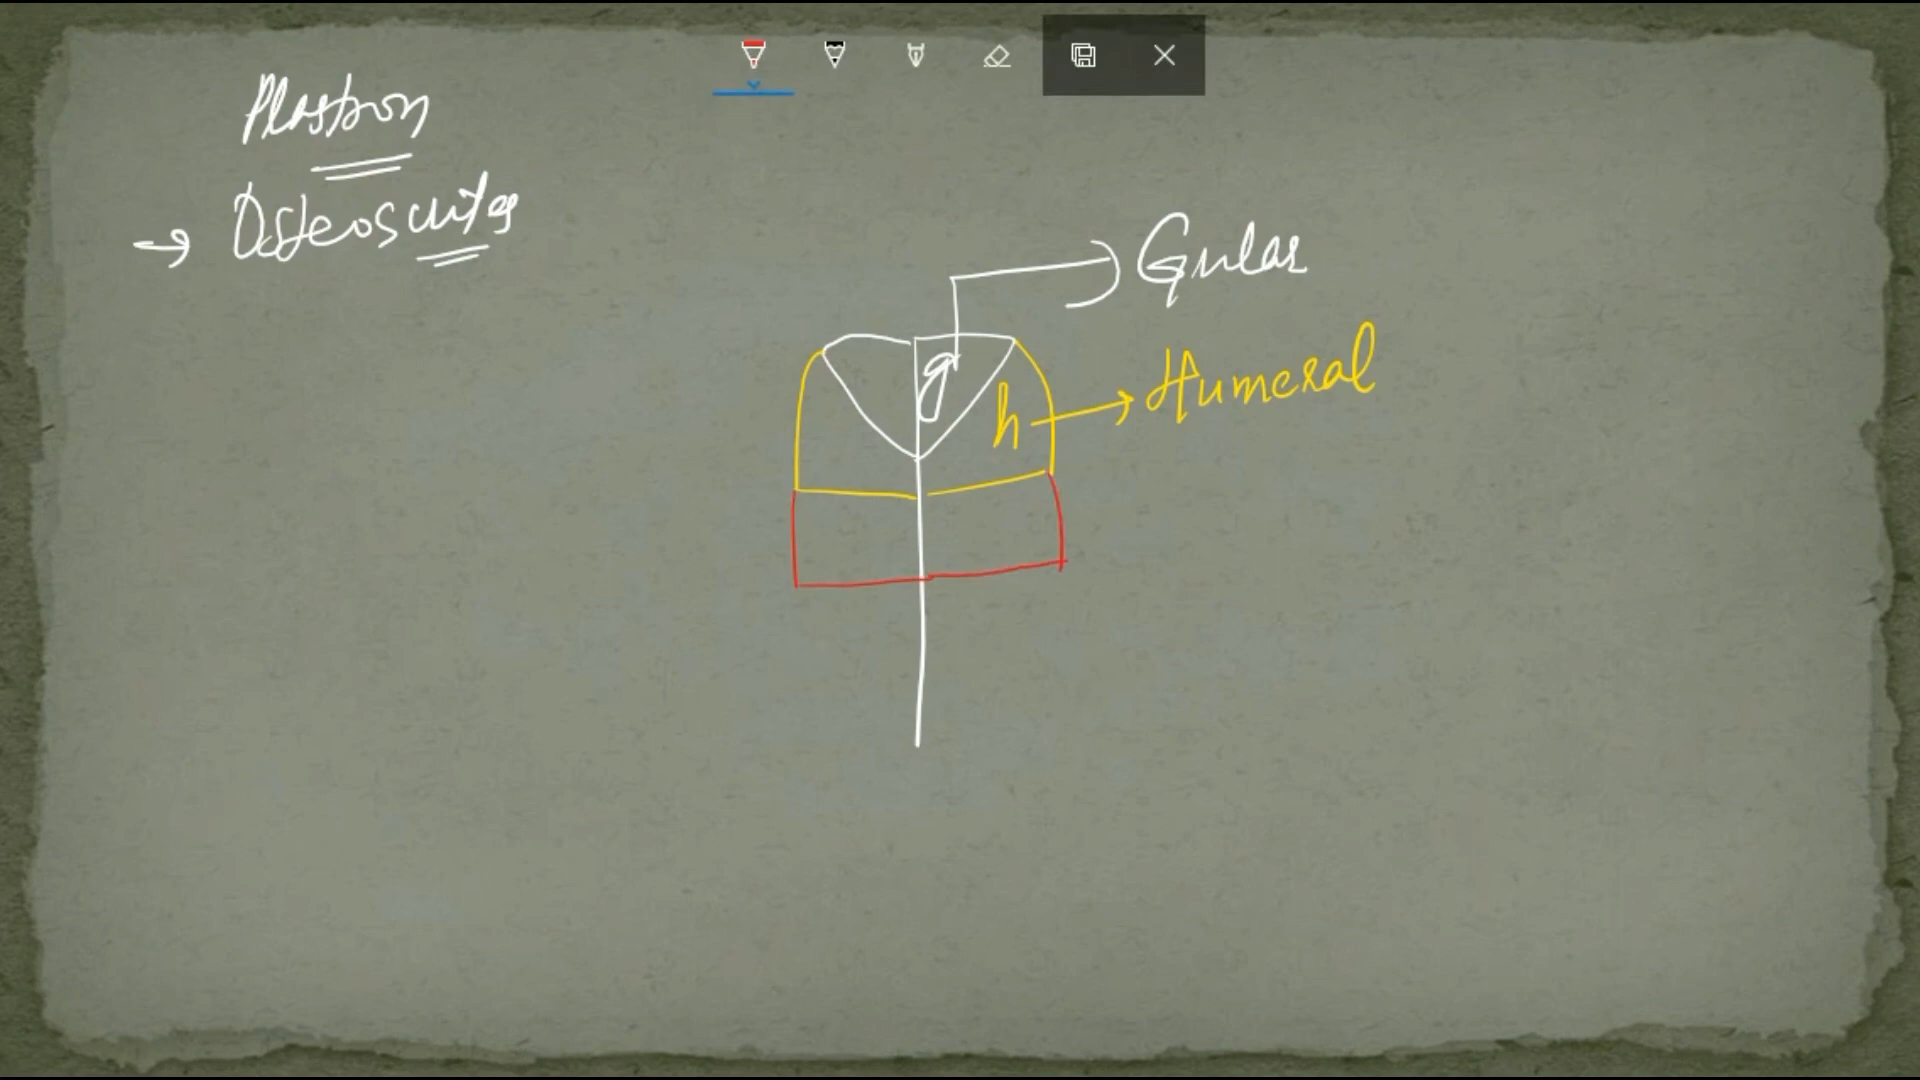 Plastron
→ Osteoscutes
Gular
g
h → Humeral